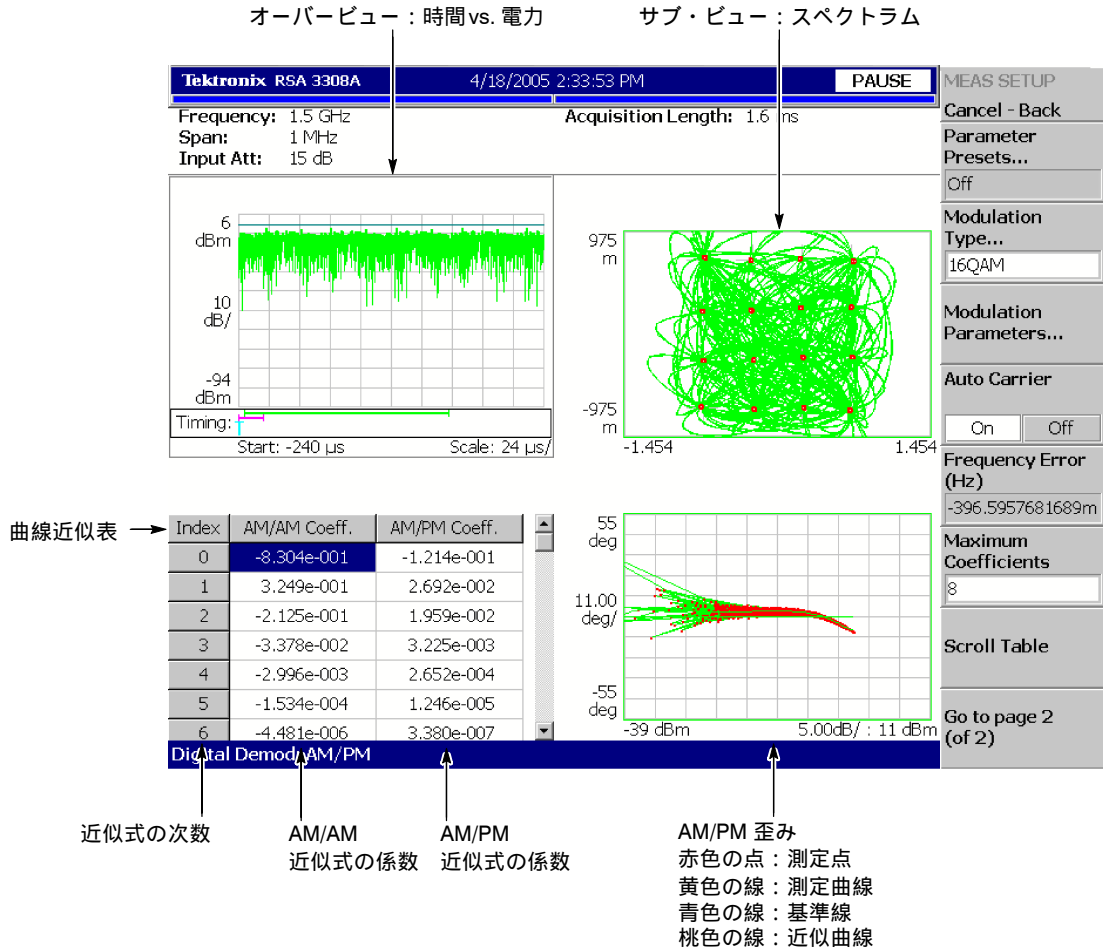 オーバービュー：時間 vs. 電力
サブ・ビュー：スペクトラム
Tektronix RSA 3308A
4/18/2005 2:33:53 PM
PAUSE
Frequency: 1.5 GHz
Span: 1 MHz
Input Att: 15 dB
Acquisition Length: 1.6 ms
6
dBm
10
dB/
-94
dBm
Timing:
Start: -240 µs
Scale: 24 µs/
975
m
-975
m
-1.454
1.454
曲線近似表
Index AM/AM Coeff. AM/PM Coeff.
0 -8.304e-001 -1.214e-001
1 3.249e-001 2.692e-002
2 -2.125e-001 1.959e-002
3 -3.378e-002 3.225e-003
4 -2.996e-003 2.652e-004
5 -1.534e-004 1.246e-005
6 -4.481e-006 3.380e-007
55
deg
11.00
deg/
-55
deg
-39 dBm
5.00dB/ : 11 dBm
Digital Demod: AM/PM
MEAS SETUP
Cancel - Back
Parameter
Presets...
Off
Modulation
Type...
16QAM
Modulation
Parameters...
Auto Carrier
On Off
Frequency Error
(Hz)
-396.5957681689m
Maximum
Coefficients
8
Scroll Table
Go to page 2
(of 2)
近似式の次数
AM/AM
近似式の係数
AM/PM
近似式の係数
AM/PM 歪み
赤色の点：測定点
黄色の線：測定曲線
青色の線：基準線
桃色の線：近似曲線